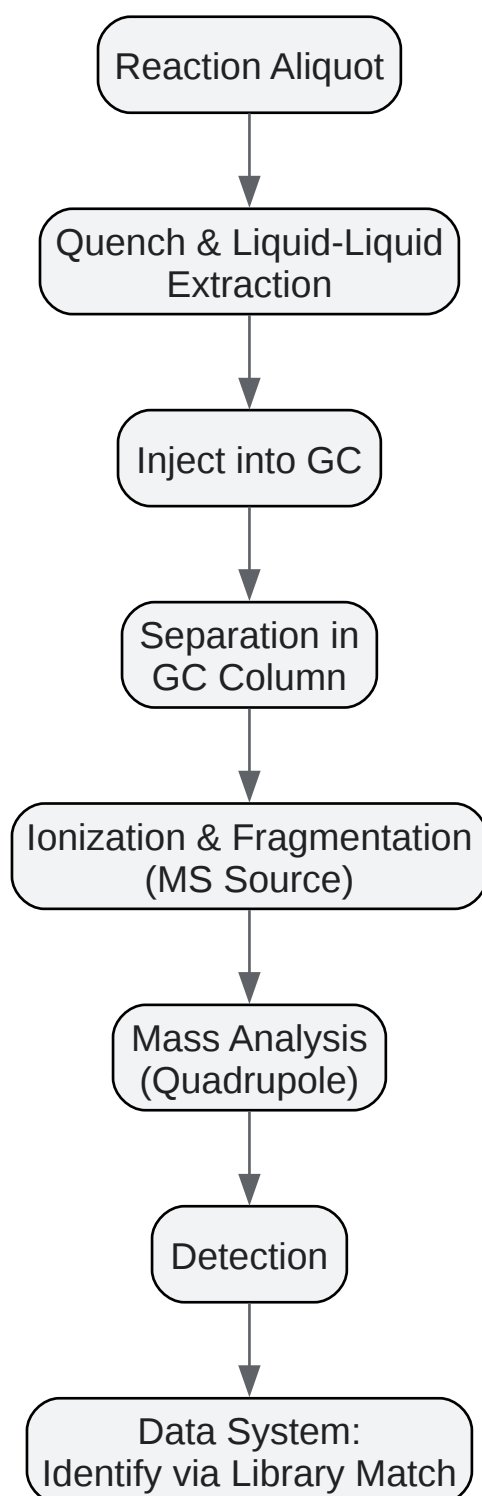 Reaction Aliquot
Quench & Liquid-Liquid
Extraction
Inject into GC
Separation in
GC Column
Ionization & Fragmentation
(MS Source)
Mass Analysis
(Quadrupole)
Detection
Data System:
Identify via Library Match